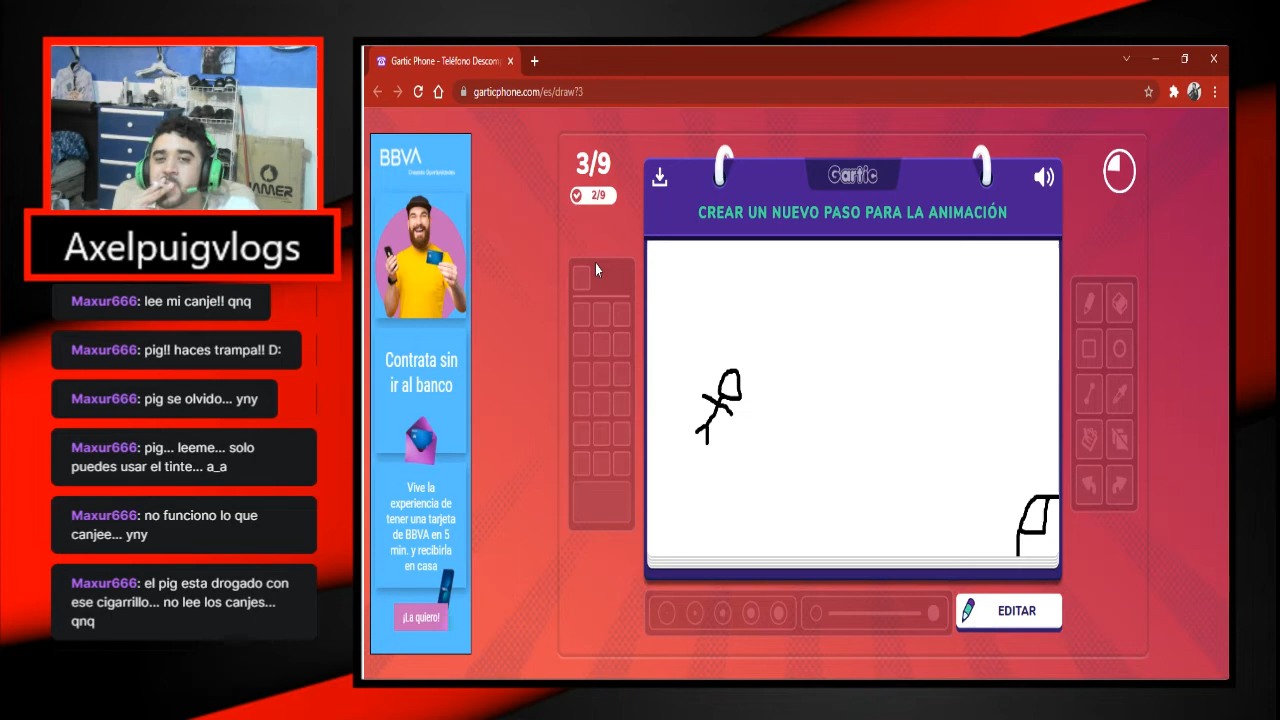 Gartic Phone - Teléfono Descomp
garticphone.com/es/draw?3
Axelpuigvlogs
Maxur666: lee mi canje!! qnq
Maxur666: pig!! haces trampa!! D:
Maxur666: pig se olvido... yny
Maxur666: pig... leeme... solo
puedes usar el tinte... a_a
Maxur666: no funciono lo que
canjee... yny
Maxur666: el pig esta drogado con
ese cigarrillo... no lee los canjes...
qnq
BBVA
Creando Oportunidades
Contrata sin
ir al banco
Vive la
experiencia de
tener una tarjeta
de BBVA en 5
min. y recibirla
en casa
¡La quiero!
3/9
2/9
Gartic
CREAR UN NUEVO PASO PARA LA ANIMACIÓN
EDITAR